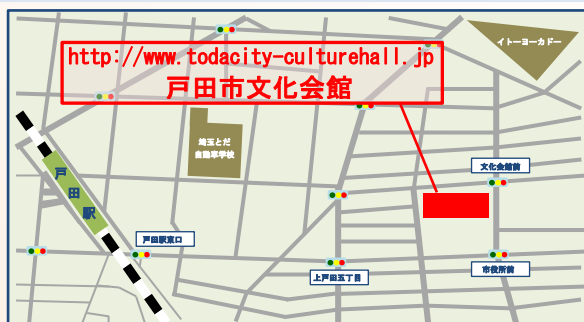 http://www.todacity-culturehall.jp
戸田市文化会館
イトーヨーカドー
埼玉とだ
自動車学校
文化会館前
戸田駅
戸田駅東口
上戸田五丁目
市役所前